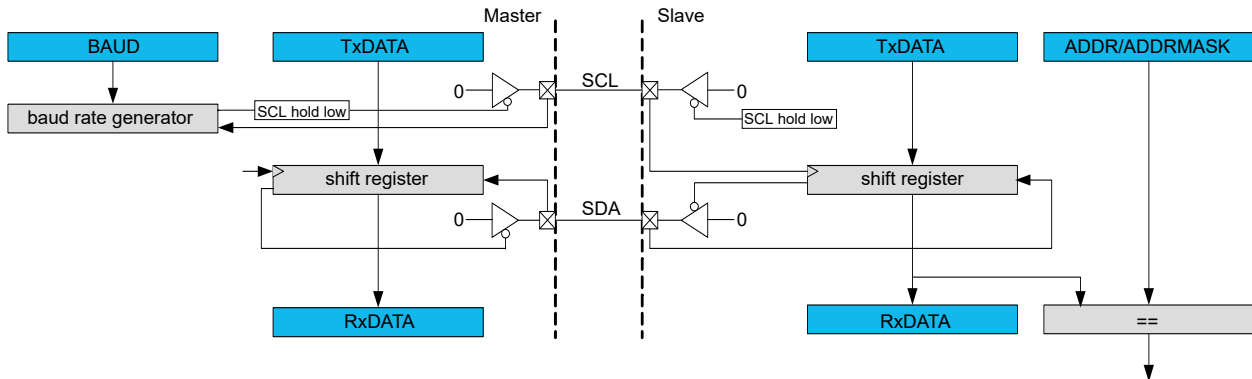 Master
Slave
BAUD
TxDATA
TxDATA
ADDR/ADDRMASK
SCL
0
0
baud rate generator
SCL hold low
SCL hold low
shift register
shift register
SDA
0
0
RxDATA
RxDATA
==